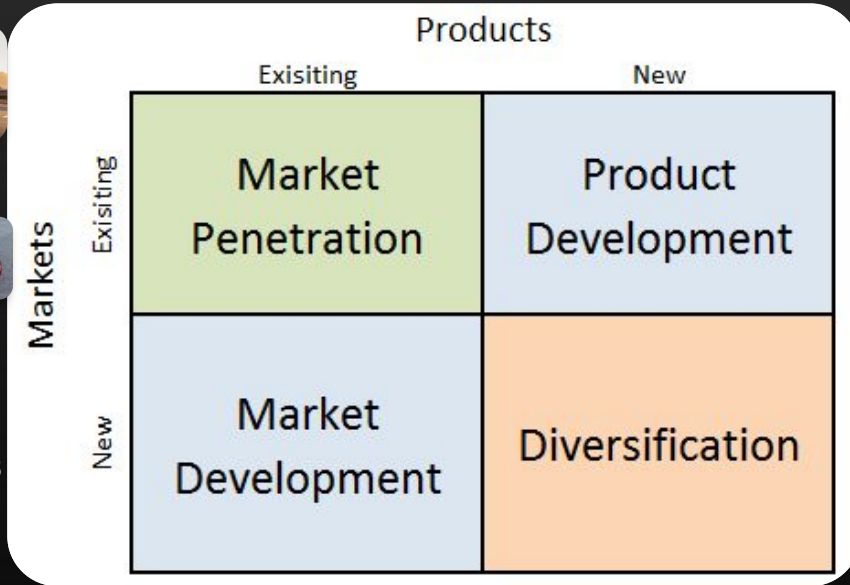 Products
Exisiting
New
Markets
Exisiting
Market
Penetration
Product
Development
New
Market
Development
Diversification